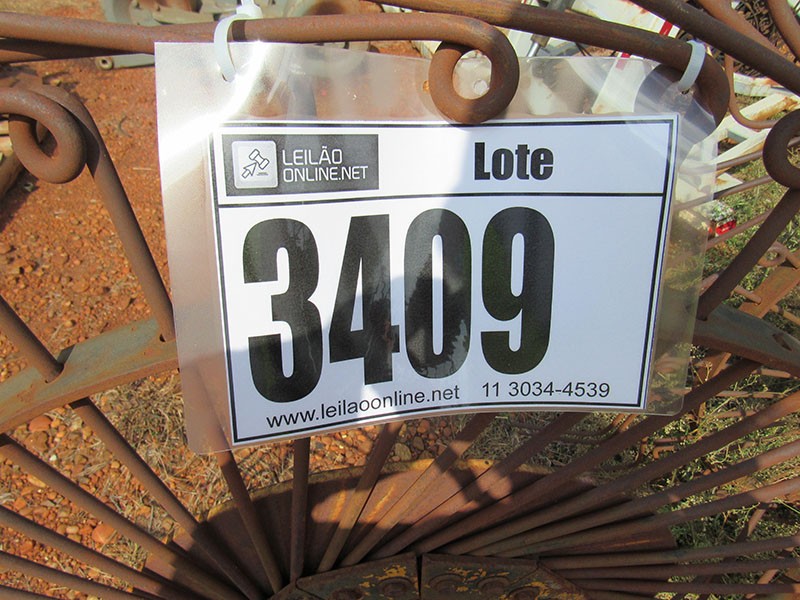 LEILÃO
ONLINE.NET
Lote
3409
www.leilaoonline.net 11 3034-4539